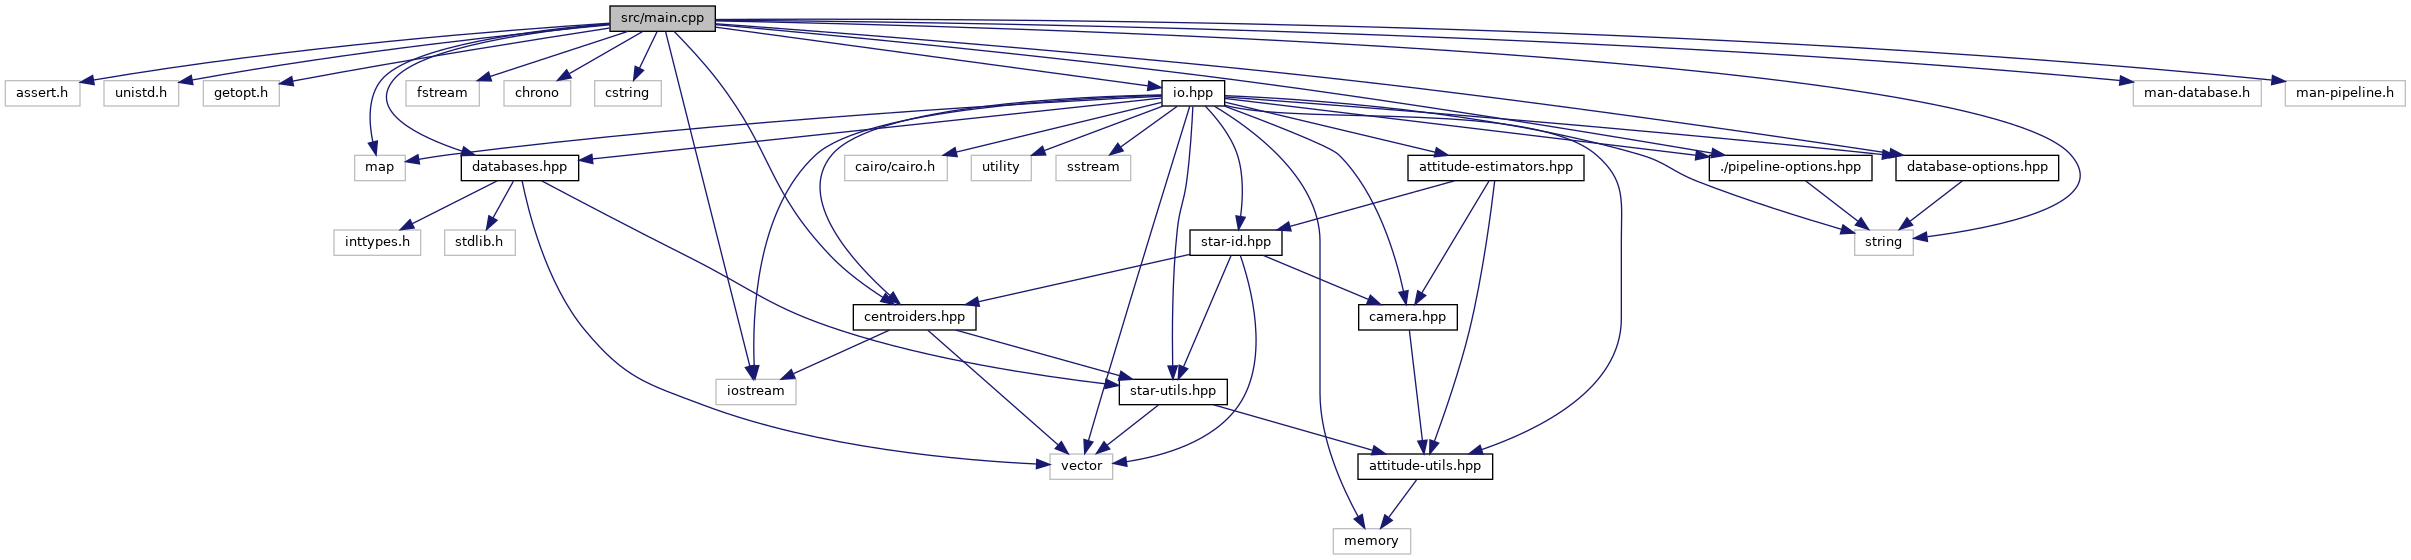 src/main.cpp
assert.h
unistd.h
getopt.h
fstream
chrono
cstring
io.hpp
man-database.h
man-pipeline.h
map
databases.hpp
cairo/cairo.h
utility
sstream
attitude-estimators.hpp
./pipeline-options.hpp
database-options.hpp
inttypes.h
stdlib.h
star-id.hpp
string
centroiders.hpp
camera.hpp
iostream
star-utils.hpp
vector
attitude-utils.hpp
memory